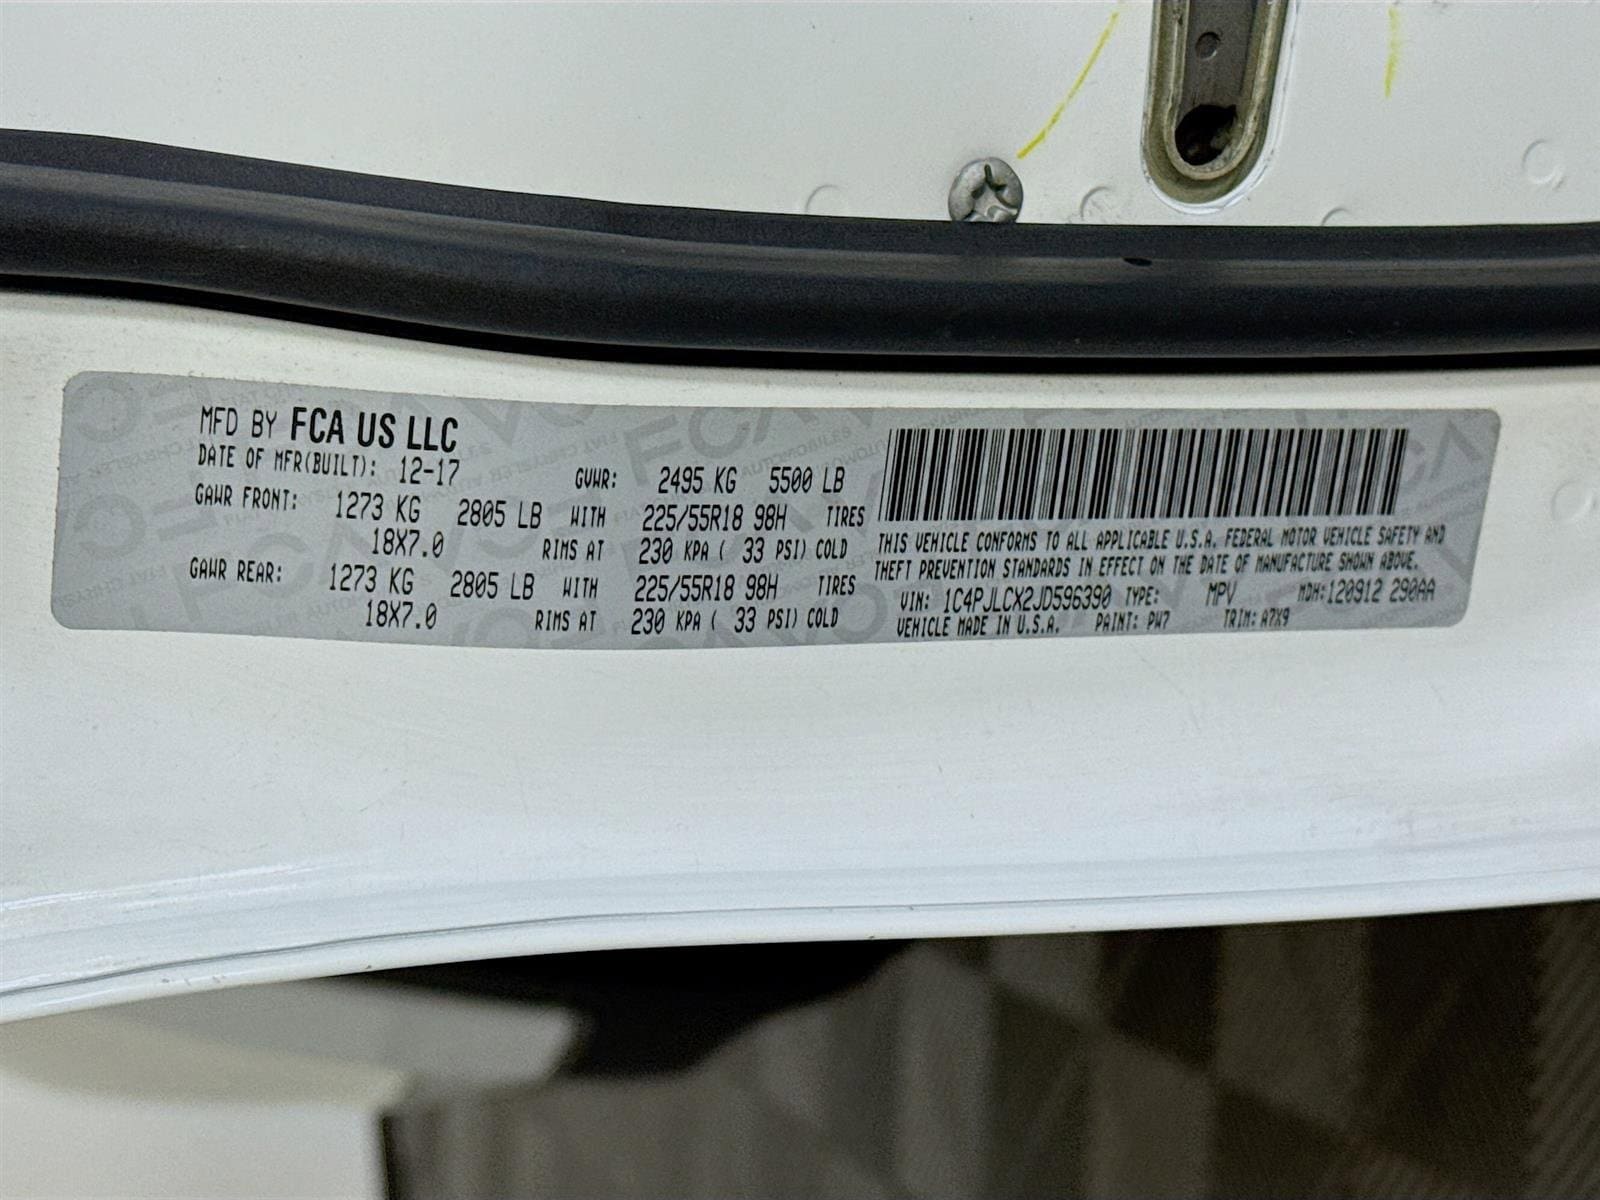 MFD BY FCA US LLC
DATE OF MFR(BUILT): 12-17 GVWR: 2495 KG 5500 LB
GAWR FRONT: 1273 KG 2805 LB WITH 225/55R18 98H TIRES
18X7.0 RIMS AT 230 KPA ( 33 PSI) COLD
GAWR REAR: 1273 KG 2805 LB WITH 225/55R18 98H TIRES
18X7.0 RIMS AT 230 KPA ( 33 PSI) COLD
THIS VEHICLE CONFORMS TO ALL APPLICABLE U.S.A. FEDERAL MOTOR VEHICLE SAFETY AND
THEFT PREVENTION STANDARDS IN EFFECT ON THE DATE OF MANUFACTURE SHOWN ABOVE.
VIN: 1C4PJLCX2JD596390 TYPE: MPV MDH:120912 290AA
VEHICLE MADE IN U.S.A. PAINT: PW7 TRIM: A7X9